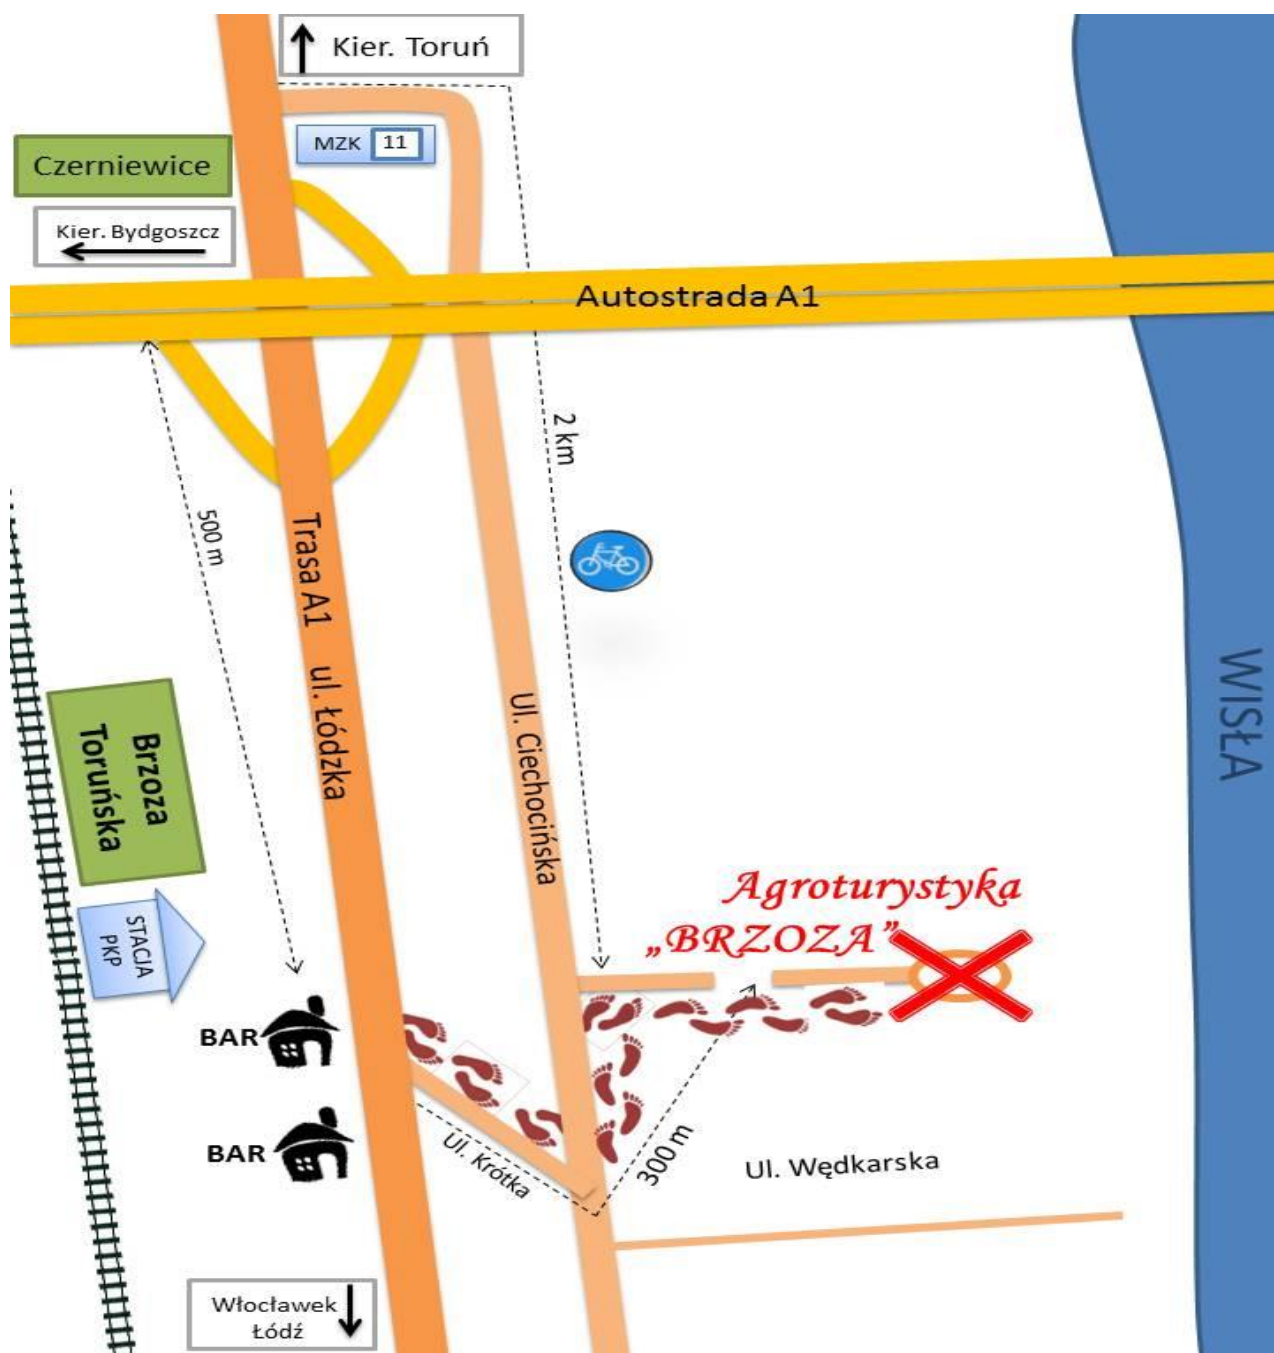 Kier. Toruń
MZK 11
Czerniewice
Kier. Bydgoszcz
Autostrada A1
2 km
500 m
Trasa A1 ul. Łódzka
Ul. Ciechocińska
WISŁA
Brzoza
Toruńska
STACJA
PKP
Agroturystyka
„BRZOZA”
BAR
BAR
Ul. Krótka
300 m
Ul. Wędkarska
Włocławek
Łódź